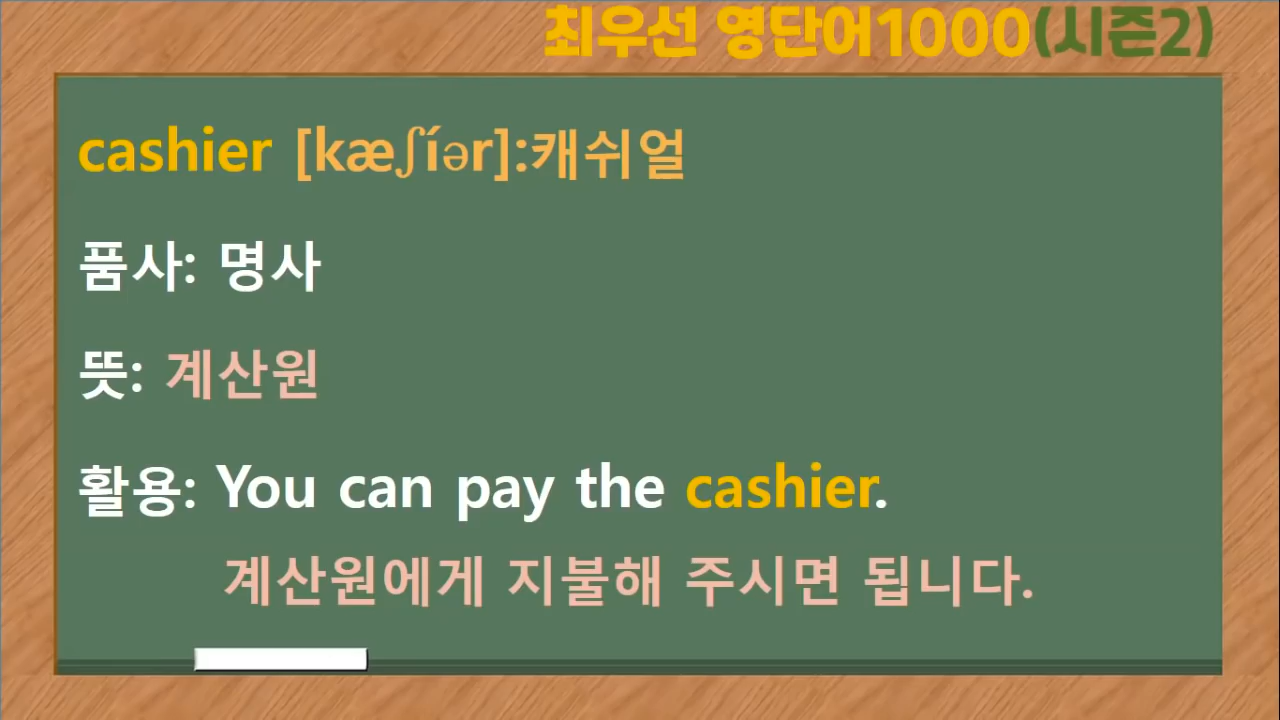 최우선 영단어1000(시즌2)
cashier [kæʃíər]:캐쉬얼
품사: 명사
뜻: 계산원
활용: You can pay the cashier.
계산원에게 지불해 주시면 됩니다.